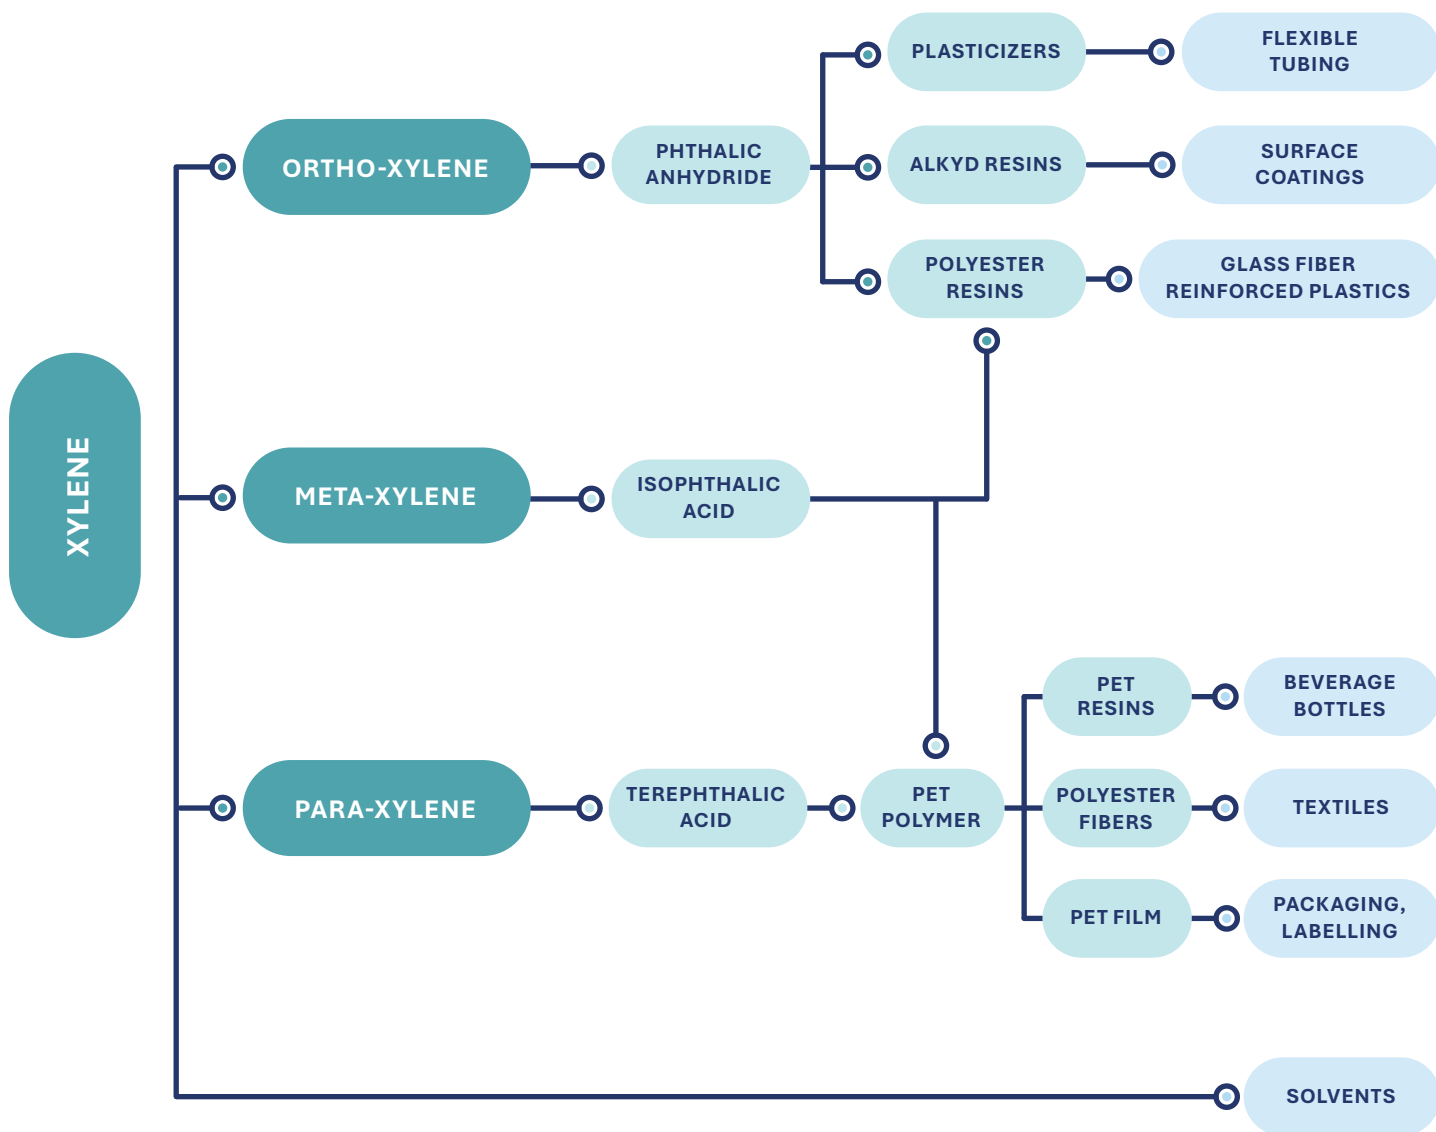 XYLENE
ORTHO-XYLENE
PHTHALIC
ANHYDRIDE
PLASTICIZERS
FLEXIBLE
TUBING
ALKYD RESINS
SURFACE
COATINGS
POLYESTER
RESINS
GLASS FIBER
REINFORCED PLASTICS
META-XYLENE
ISOPHTHALIC
ACID
PARA-XYLENE
TEREPHTHALIC
ACID
PET
POLYMER
PET
RESINS
BEVERAGE
BOTTLES
POLYESTER
FIBERS
TEXTILES
PET FILM
PACKAGING,
LABELLING
SOLVENTS